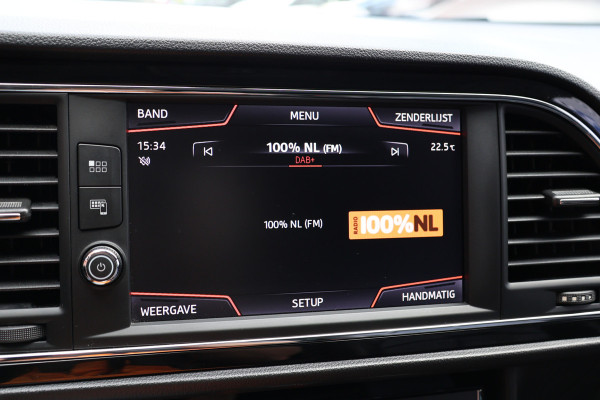 BAND MENU ZENDERLIJST
15:34 100% NL (FM) 22.5℃
DAB+
100% NL (FM) RADIO 100%NL
WEERGAVE SETUP HANDMATIG